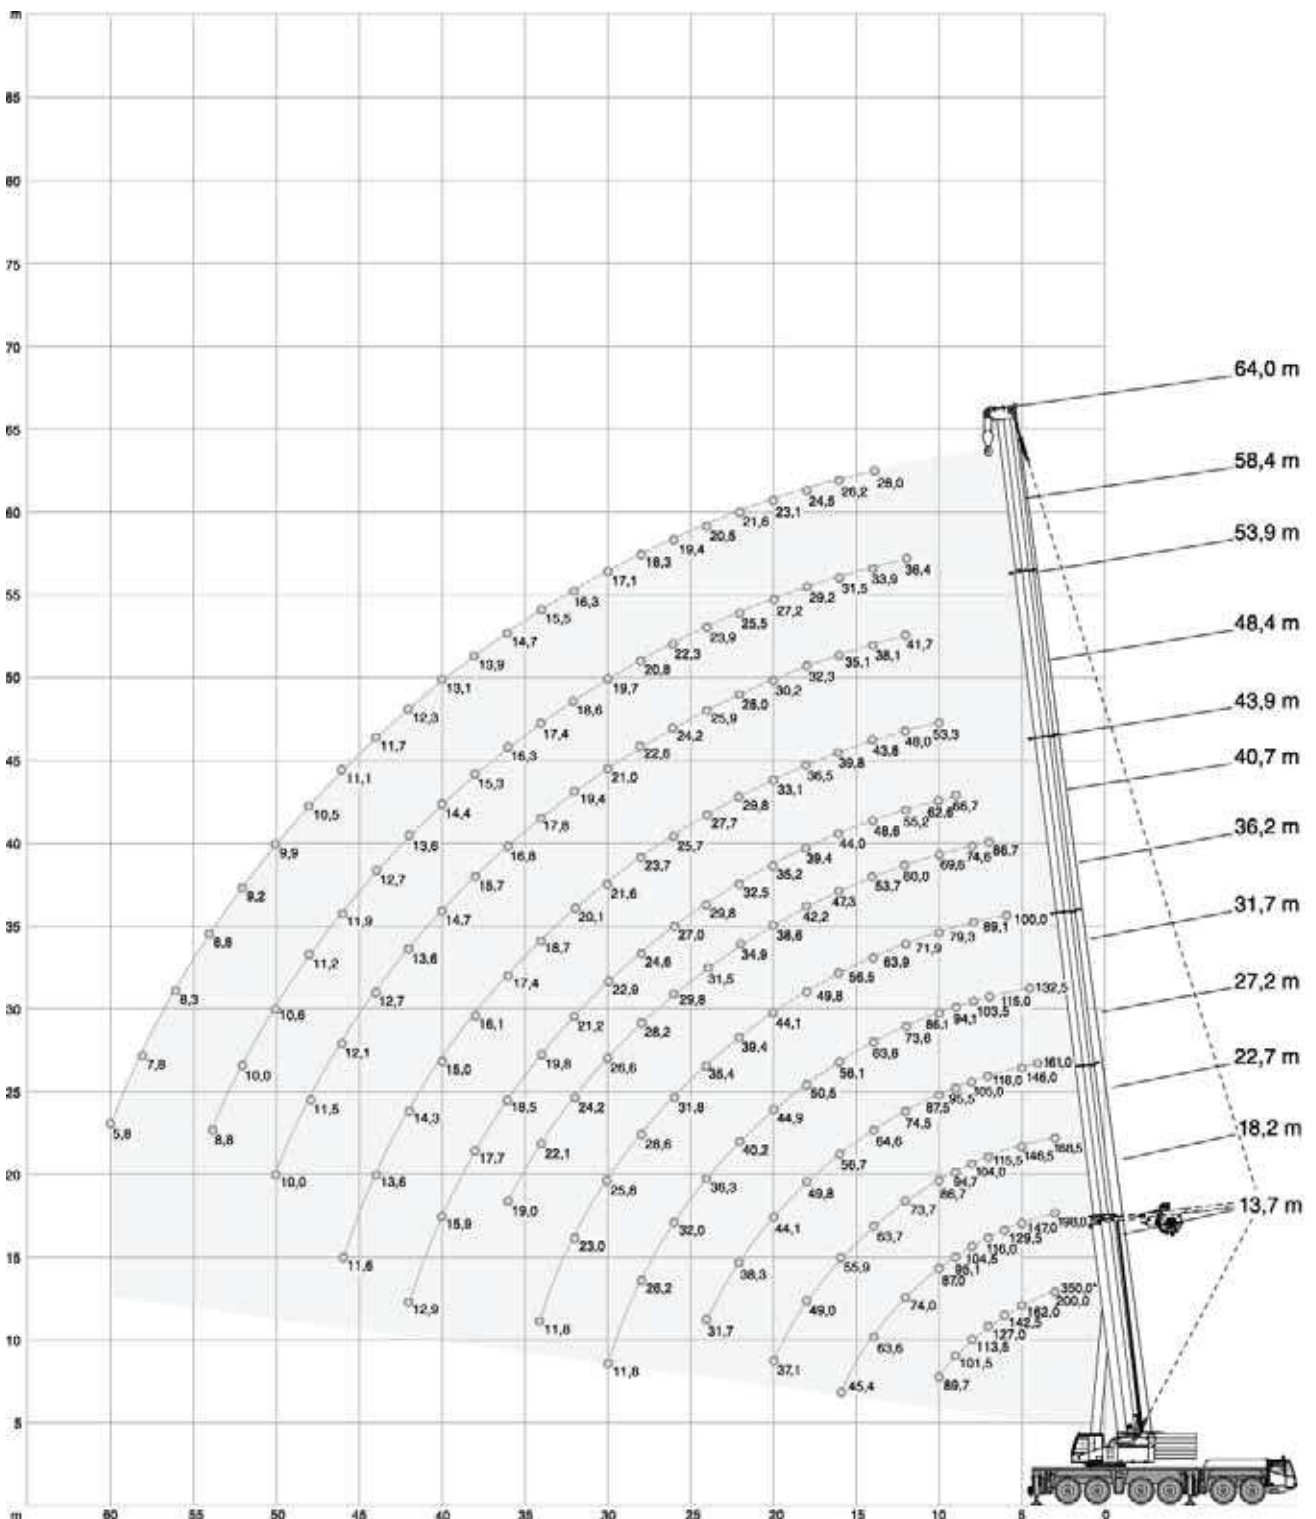 m
85
80
75
70
65
60
55
50
45
40
35
30
25
20
15
10
5
m 60 55 50 45 40 35 30 25 20 15 10 5 0
64,0 m
58,4 m
53,9 m
48,4 m
43,9 m
40,7 m
36,2 m
31,7 m
27,2 m
22,7 m
18,2 m
13,7 m
5,8 7,8 8,3 8,8 9,2 9,9 10,5 11,1 11,7 12,3 13,1 13,9 14,7 15,5 16,3 17,1 18,3 19,4 20,5 21,6 23,1 24,5 26,2 28,0
8,8 10,0 10,6 11,2 11,9 12,7 13,6 14,4 15,3 16,3 17,4 18,6 19,7 20,8 22,3 23,9 25,5 27,2 29,2 31,5 33,9 36,4
10,0 11,5 12,1 12,7 13,6 14,7 15,7 16,8 17,8 19,4 21,0 22,6 24,2 25,9 28,0 30,2 32,3 35,1 38,1 41,7
11,6 13,6 14,3 15,0 16,1 17,4 18,7 20,1 21,6 23,7 25,7 27,7 29,8 33,1 36,5 39,8 43,8 48,0 53,3
12,9 15,9 17,7 18,5 19,8 21,2 22,9 24,6 27,0 29,8 32,5 35,2 39,4 44,0 48,6 55,2 62,6 66,7
19,0 22,1 24,2 26,6 28,2 29,8 31,5 34,9 38,6 42,2 47,3 53,7 60,0 69,6 74,6 86,7
11,8 23,0 25,8 28,6 31,8 35,4 39,4 44,1 49,8 56,5 63,9 71,9 79,3 89,1 100,0
11,8 26,2 32,0 36,3 40,2 44,9 50,5 58,1 63,8 73,6 86,1 94,1 103,5 115,0 132,5
31,7 38,3 44,1 49,8 56,7 64,6 74,5 87,5 95,5 105,0 118,0 146,0 161,0
37,1 49,0 55,9 63,7 73,7 86,7 94,7 104,0 115,5 146,5 168,5
45,4 63,6 74,0 87,0 95,1 104,5 116,0 129,5 147,0 198,0
89,7 101,5 113,5 127,0 142,5 162,0 200,0 350,0*